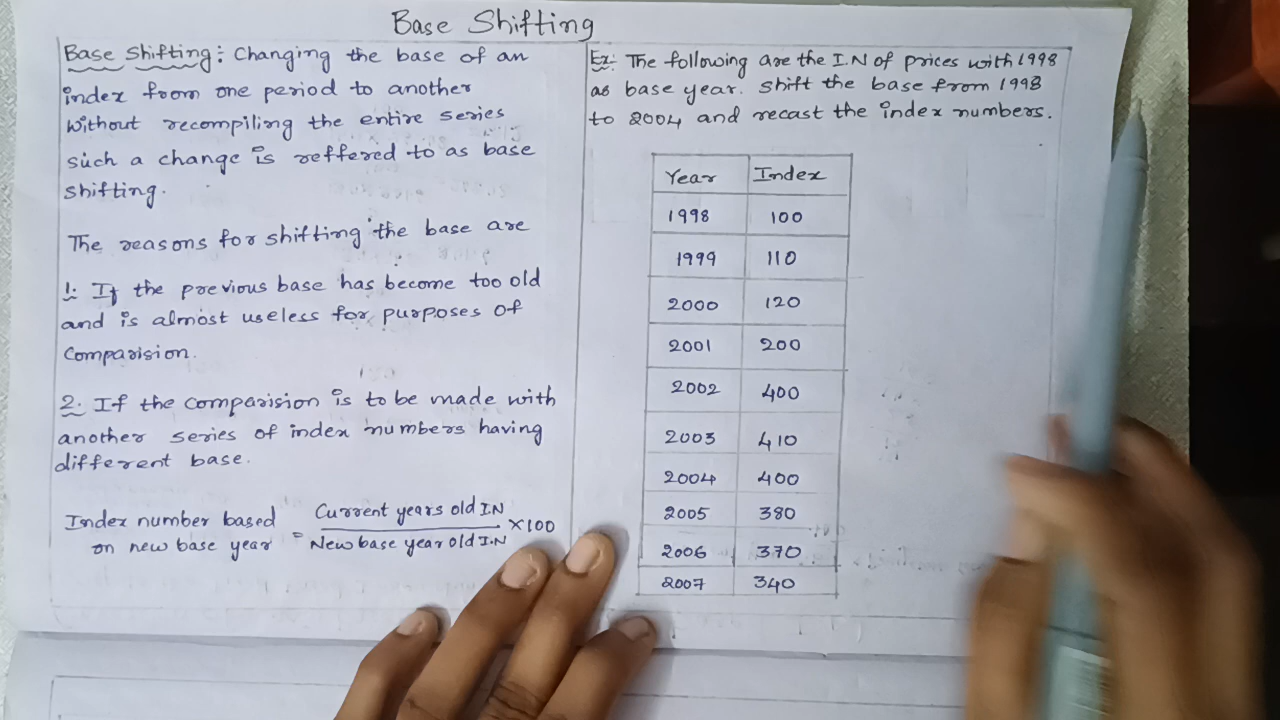 Base Shifting
Base Shifting: Changing the base of an
index from one period to another
without recompiling the entire series
such a change is reffered to as base
shifting.
The reasons for shifting the base are
1. If the previous base has become too old
and is almost useless for purposes of
Comparision.
2. If the comparision is to be made with
another series of index numbers having
different base.
Index number based on new base year = Current years old I.N / New base year old I.N × 100
Ex: The following are the I.N of prices with 1998
as base year. Shift the base from 1998
to 2004 and recast the index numbers.
Year Index
1998 100
1999 110
2000 120
2001 200
2002 400
2003 410
2004 400
2005 380
2006 370
2007 340